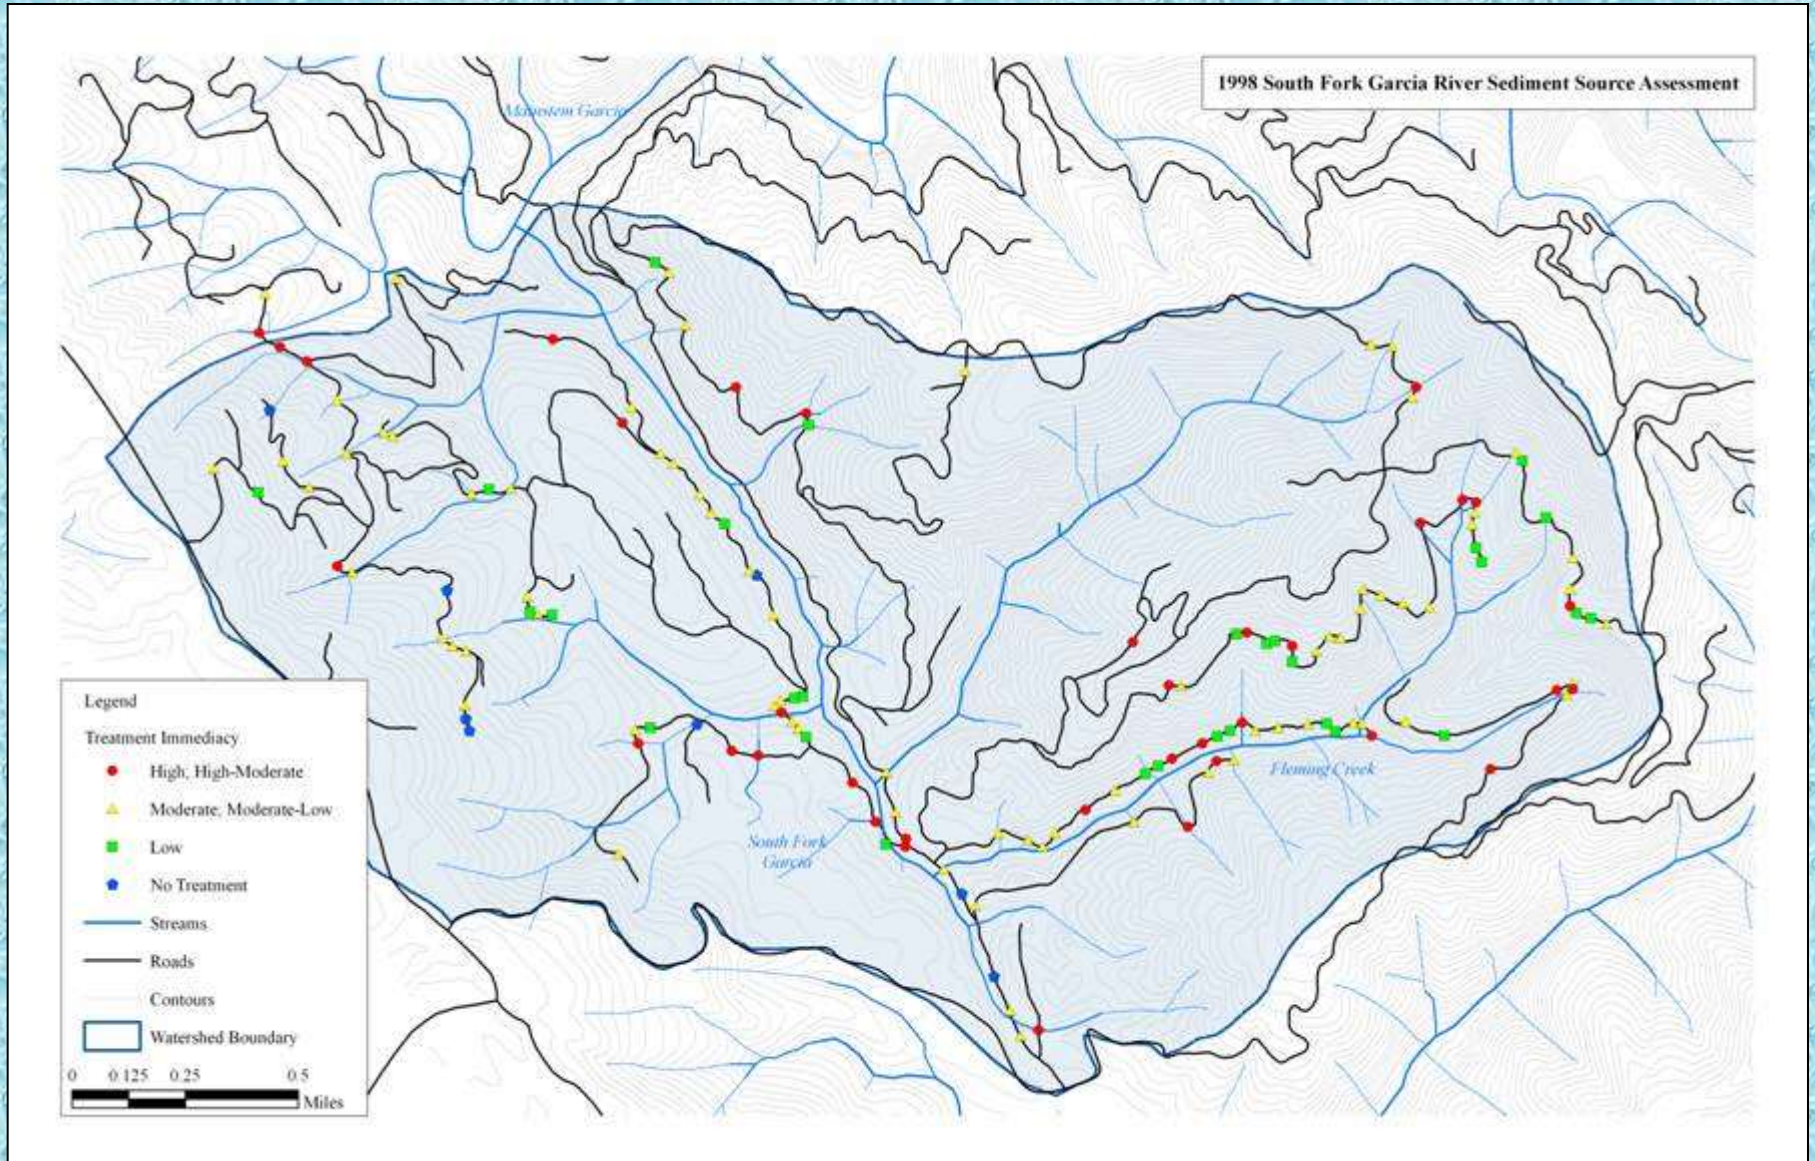 1998 South Fork Garcia River Sediment Source Assessment
Mainstem Garcia
Fleming Creek
South Fork
Garcia
Legend
Treatment Immediacy
High; High-Moderate
Moderate; Moderate-Low
Low
No Treatment
Streams
Roads
Contours
Watershed Boundary
0 0.125 0.25 0.5
Miles